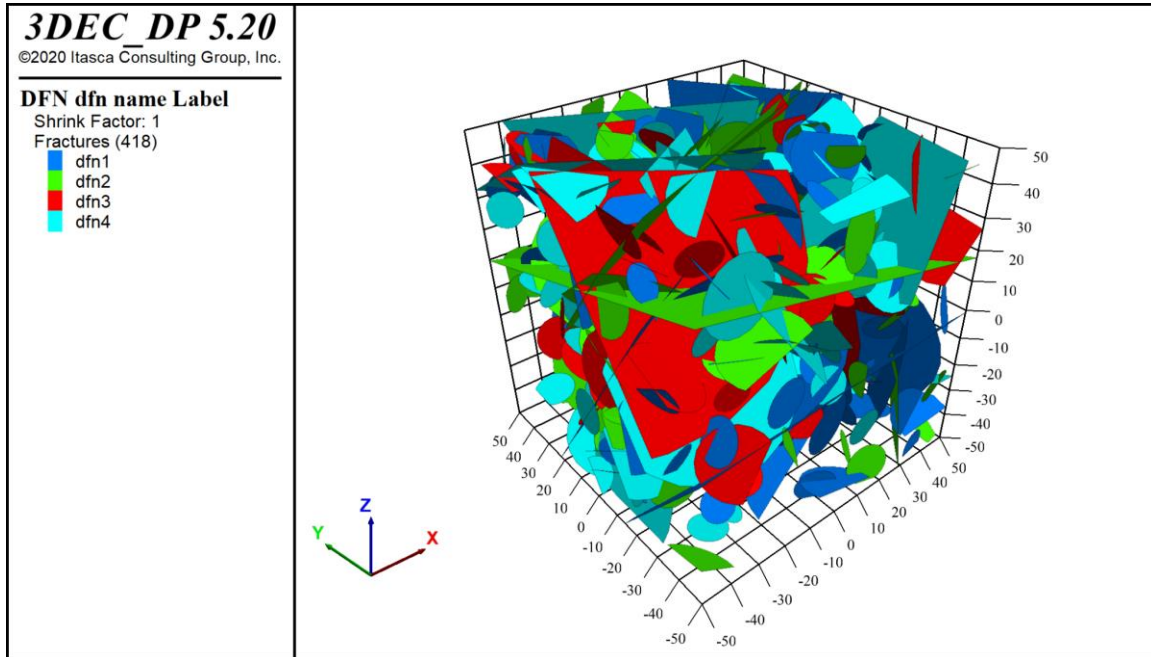 3DEC_DP 5.20
©2020 Itasca Consulting Group, Inc.
DFN dfn name Label
Shrink Factor: 1
Fractures (418)
dfn1
dfn2
dfn3
dfn4
Z
Y
X
50
40
30
20
10
0
-10
-20
-30
-40
-50
50
40
30
20
10
0
-10
-20
-30
-40
-50
50
40
30
20
10
0
-10
-20
-30
-40
-50